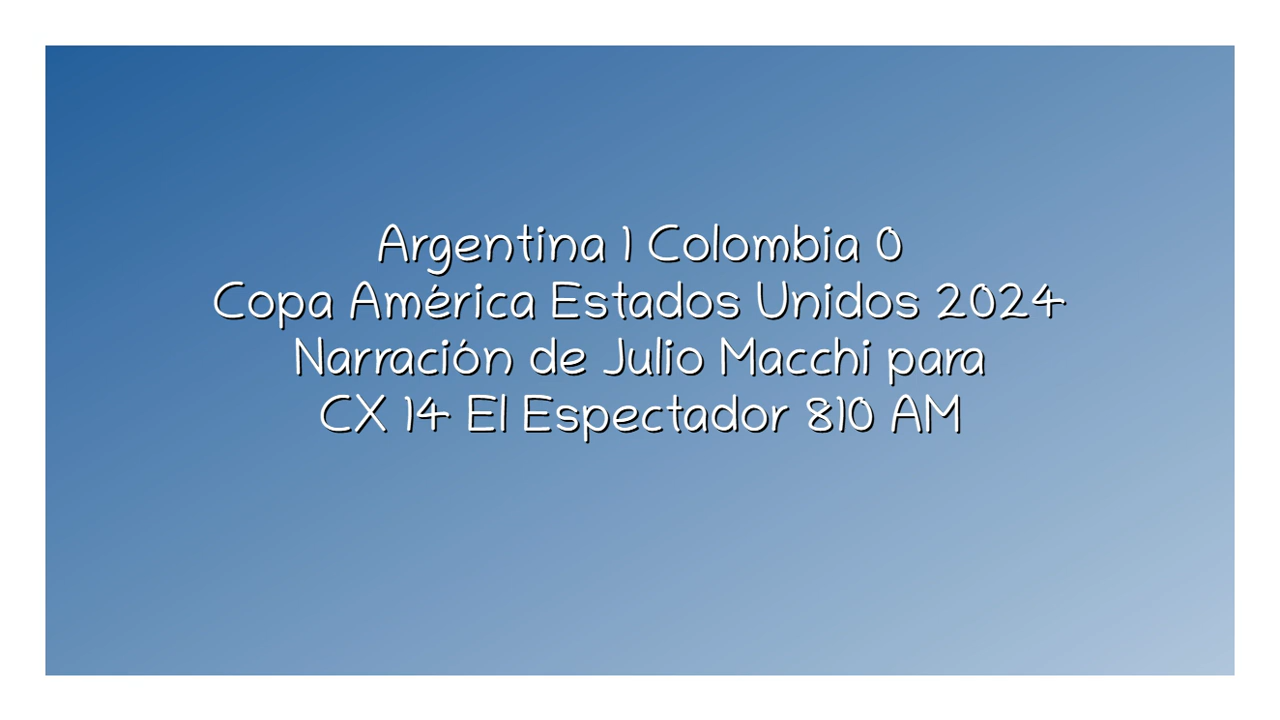 Argentina 1 Colombia 0
Copa América Estados Unidos 2024
Narración de Julio Macchi para
CX 14 El Espectador 810 AM